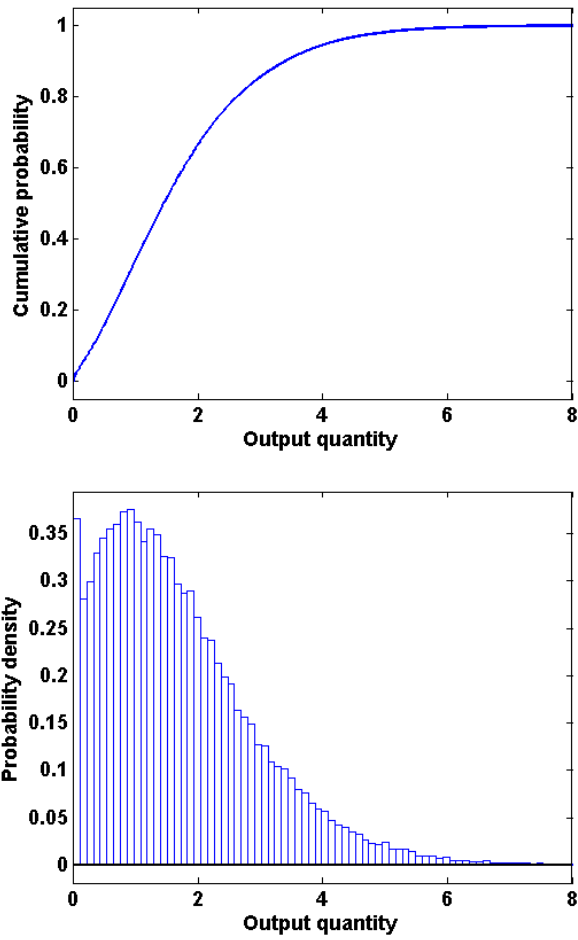 1
0.8
0.6
0.4
0.2
0
Cumulative probability
0 2 4 6 8
Output quantity
0.35
0.3
0.25
0.2
0.15
0.1
0.05
0
Probability density
0 2 4 6 8
Output quantity